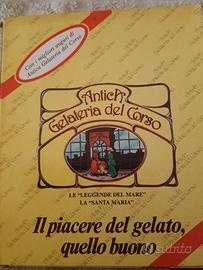 Con i migliori auguri di
Antica Gelateria del Corso
Antica
Gelateria del Corso
LE "LEGGENDE DEL MARE"
LA "SANTA MARIA"
Il piacere del gelato,
quello buono.
subito